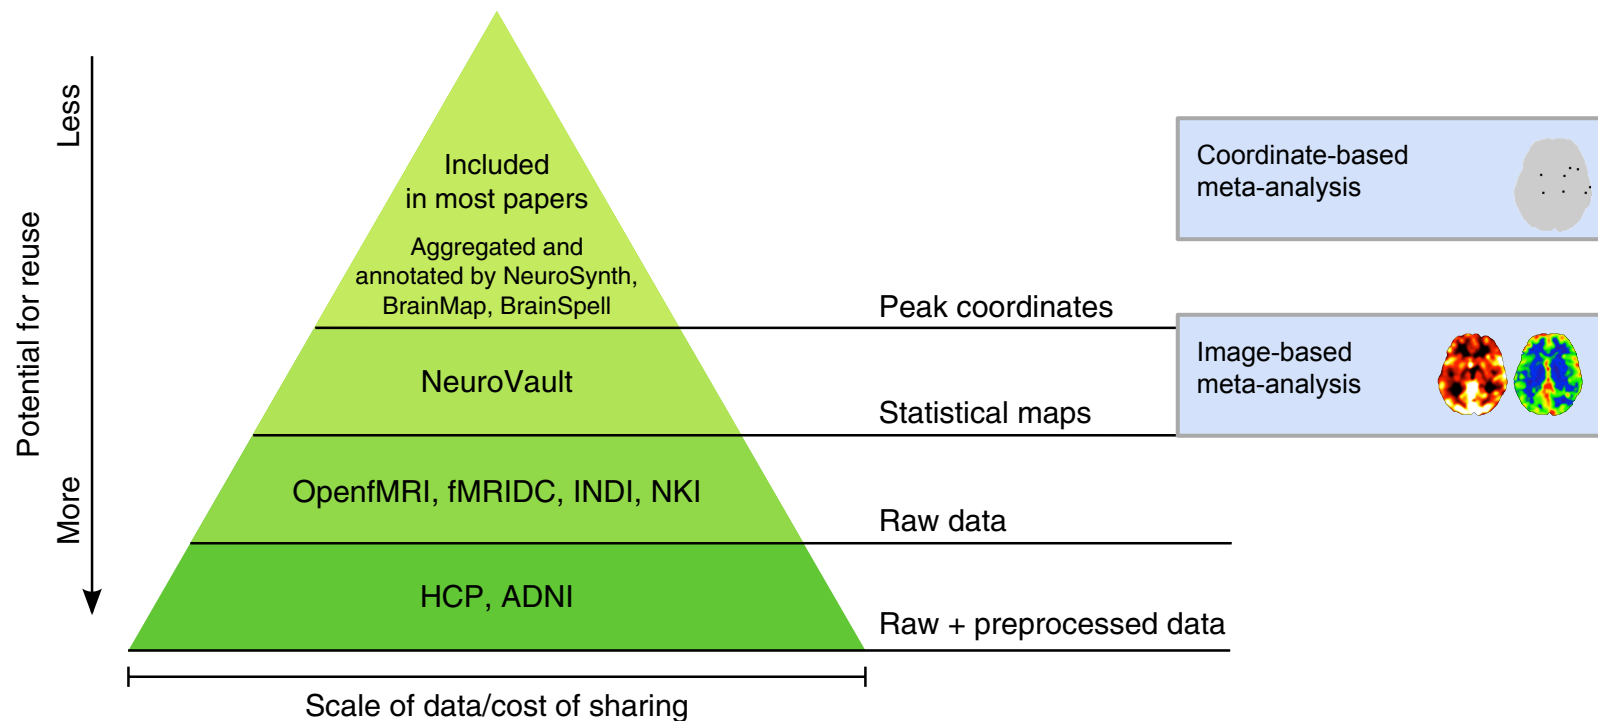 Potential for reuse
Less
More
Included
in most papers
Aggregated and
annotated by NeuroSynth,
BrainMap, BrainSpell
Peak coordinates
NeuroVault
Statistical maps
OpenfMRI, fMRIDC, INDI, NKI
Raw data
HCP, ADNI
Raw + preprocessed data
Scale of data/cost of sharing
Coordinate-based
meta-analysis
Image-based
meta-analysis